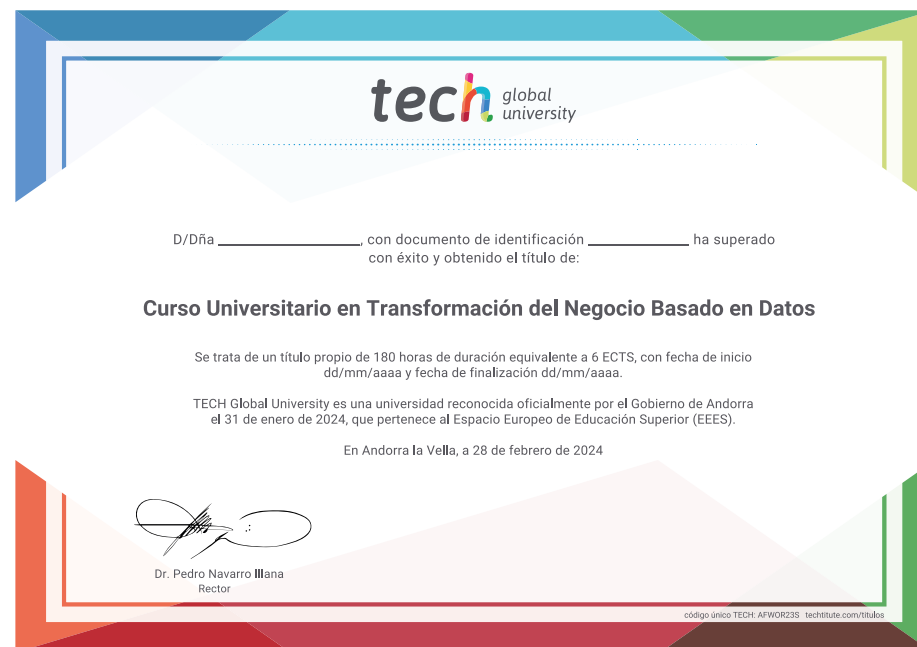 tech global university
D/Dña ____________________, con documento de identificación ______________ ha superado
con éxito y obtenido el título de:
Curso Universitario en Transformación del Negocio Basado en Datos
Se trata de un título propio de 180 horas de duración equivalente a 6 ECTS, con fecha de inicio
dd/mm/aaaa y fecha de finalización dd/mm/aaaa.
TECH Global University es una universidad reconocida oficialmente por el Gobierno de Andorra
el 31 de enero de 2024, que pertenece al Espacio Europeo de Educación Superior (EEES).
En Andorra la Vella, a 28 de febrero de 2024
Dr. Pedro Navarro Illana
Rector
código único TECH: AFWOR23S techtitute.com/titulos